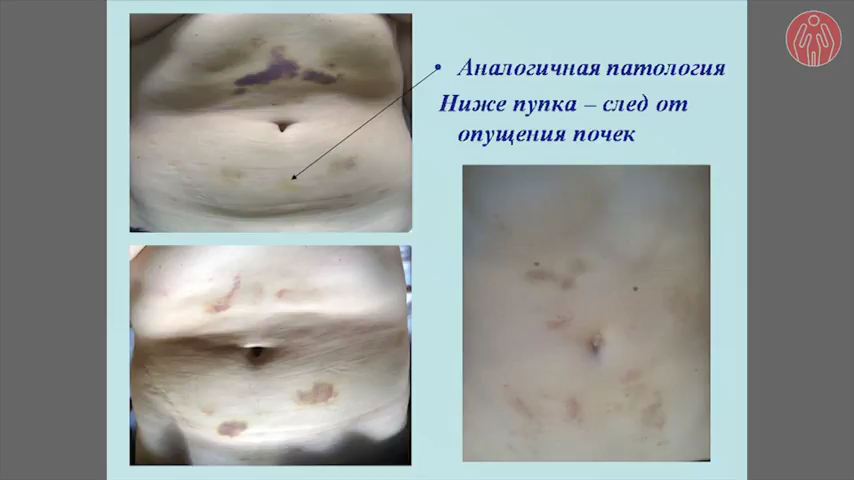 Аналогичная патология
Ниже пупка – след от
опущения почек